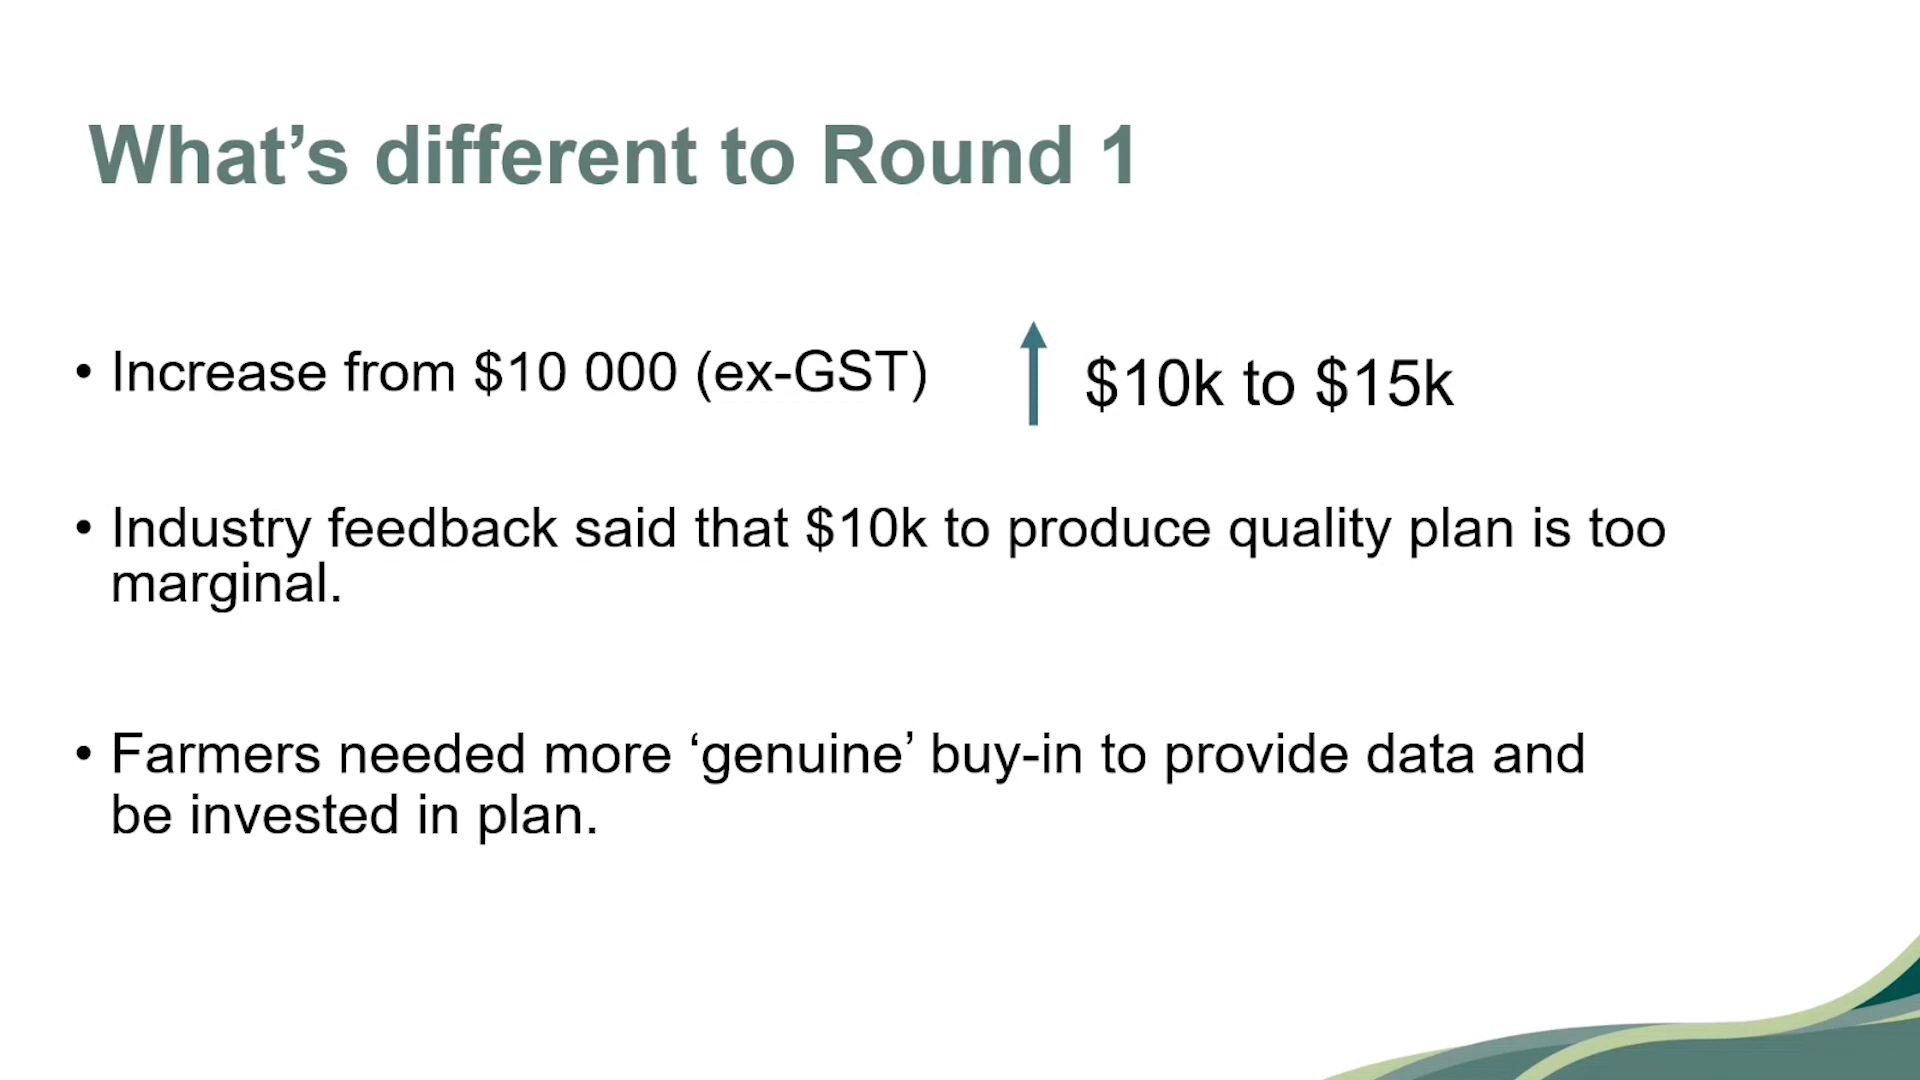 What’s different to Round 1
• Increase from $10 000 (ex-GST)
$10k to $15k
• Industry feedback said that $10k to produce quality plan is too
marginal.
• Farmers needed more ‘genuine’ buy-in to provide data and
be invested in plan.